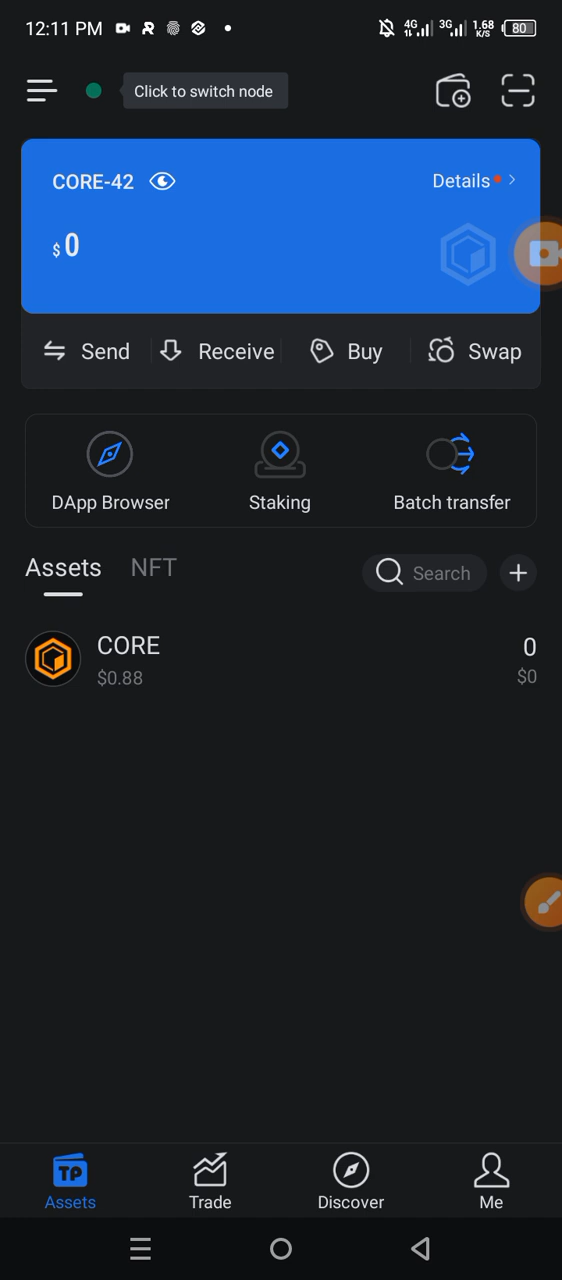 12:11 PM 4G 3G 1.68 K/S 80
Click to switch node
CORE-42 Details
$0
Send Receive Buy Swap
DApp Browser Staking Batch transfer
Assets NFT Search
CORE 0
$0.88 $0
TP
Assets Trade Discover Me